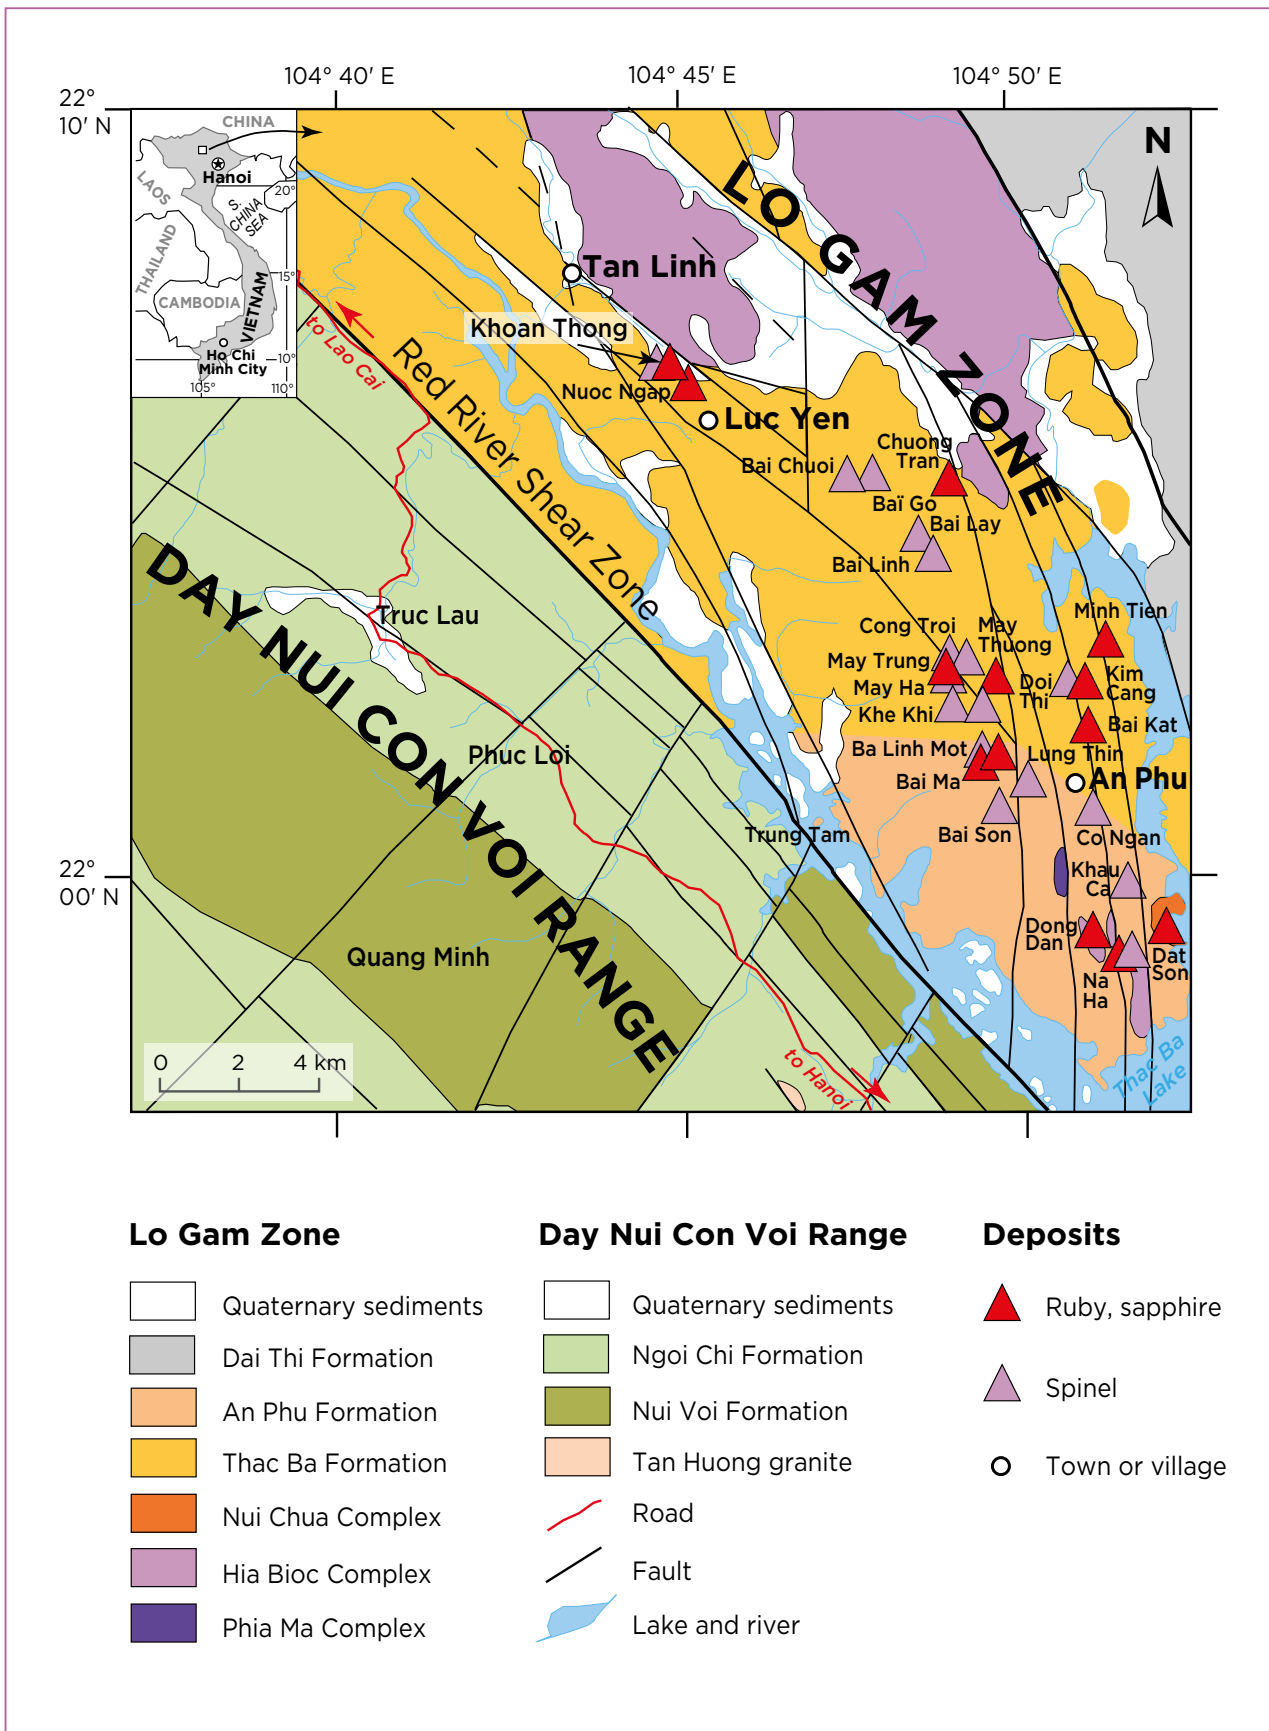 104° 40' E
104° 45' E
104° 50' E
22°
10' N
CHINA
Hanoi
LAOS
20°
S.
CHINA
SEA
THAILAND
15°
CAMBODIA
VIETNAM
Ho Chi
Minh City
10°
105°
110°
N
LO GAM ZONE
Tan Linh
Khoan Thong
to Lao Cai
Red River Shear Zone
Nuoc Ngap
Luc Yen
Chuong
Tran
Bai Chuoi
Baï Go
Bai Lay
Bai Linh
DAY NUI CON VOI RANGE
Truc Lau
Minh Tien
Cong Troi
May
Thuong
May Trung
May Ha
Doi
Thi
Kim
Cang
Khe Khi
Bai Kat
Phuc Loi
Ba Linh Mot
Lung Thin
Bai Ma
An Phu
Trung Tam
Bai Son
Co Ngan
22°
00' N
Khau
Ca
Dong
Dan
Dat
Son
Quang Minh
Na
Ha
0 2 4 km
to Hanoi
Thac Ba
Lake
Lo Gam Zone
Quaternary sediments
Dai Thi Formation
An Phu Formation
Thac Ba Formation
Nui Chua Complex
Hia Bioc Complex
Phia Ma Complex
Day Nui Con Voi Range
Quaternary sediments
Ngoi Chi Formation
Nui Voi Formation
Tan Huong granite
Road
Fault
Lake and river
Deposits
Ruby, sapphire
Spinel
Town or village